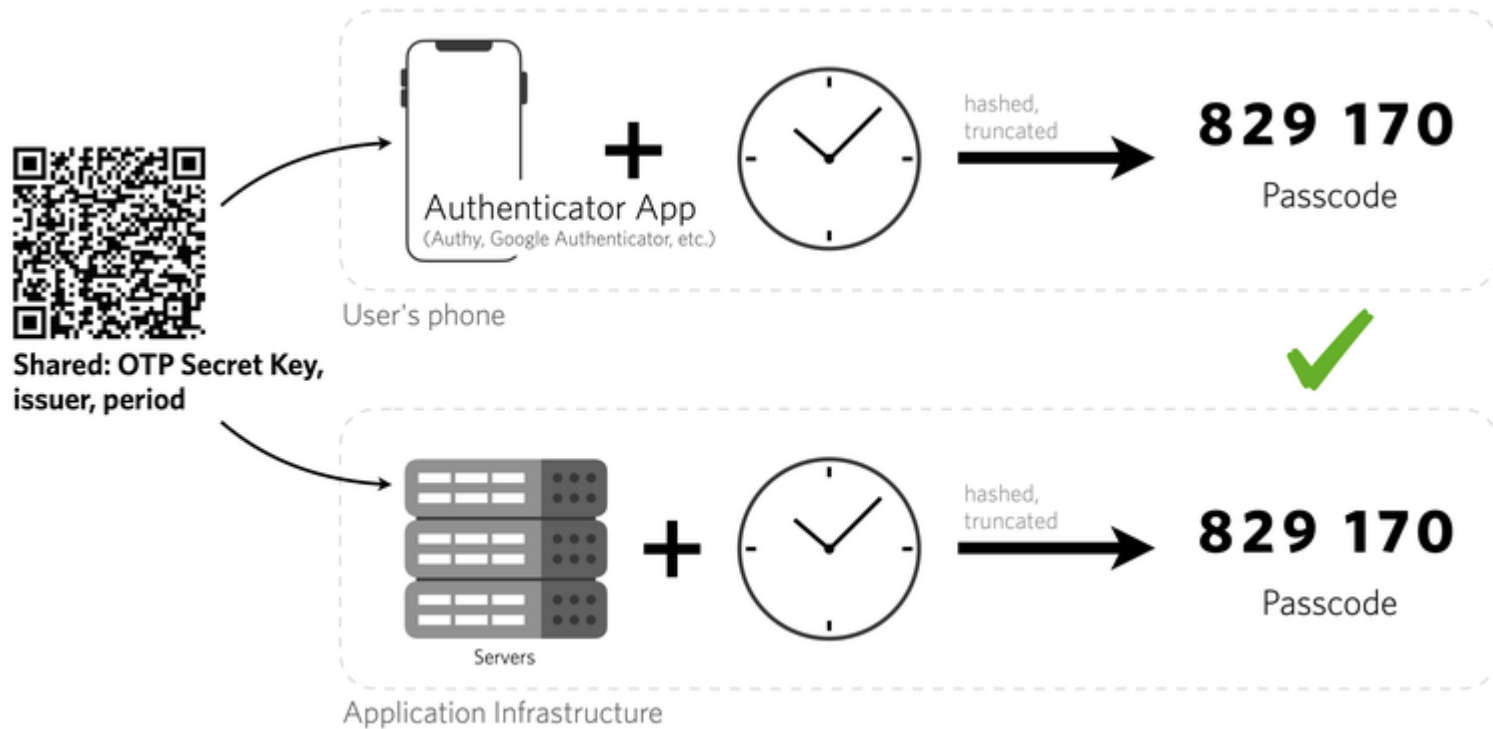 Shared: OTP Secret Key,
issuer, period
Authenticator App
(Authy, Google Authenticator, etc.)
hashed,
truncated
829 170
Passcode
User's phone
Servers
hashed,
truncated
829 170
Passcode
Application Infrastructure